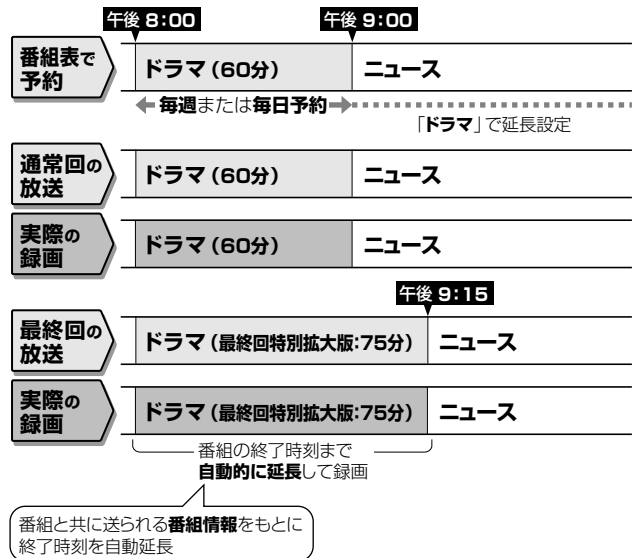 午後 8:00 午後 9:00
番組表で
予約
ドラマ (60分) ニュース
毎週または毎日予約
「ドラマ」で延長設定
通常回の
放送
ドラマ (60分) ニュース
実際の
録画
ドラマ (60分) ニュース
午後 9:15
最終回の
放送
ドラマ (最終回特別拡大版:75分) ニュース
実際の
録画
ドラマ (最終回特別拡大版:75分) ニュース
番組の終了時刻まで
自動的に延長して録画
番組と共に送られる番組情報をもとに
終了時刻を自動延長